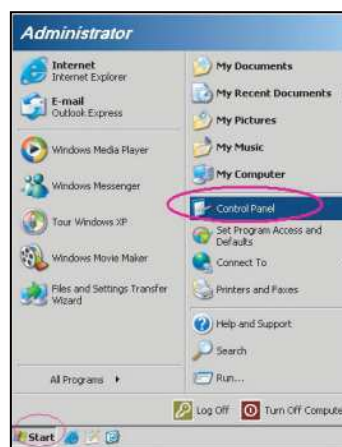 Administrator
Internet
Internet Explorer
E-mail
Outlook Express
Windows Media Player
Windows Messenger
Tour Windows XP
Windows Movie Maker
Files and Settings Transfer
Wizard
All Programs
My Documents
My Recent Documents
My Pictures
My Music
My Computer
Control Panel
Set Program Access and
Defaults
Connect To
Printers and Faxes
Help and Support
Search
Run...
Log Off
Turn Off Compute
Start